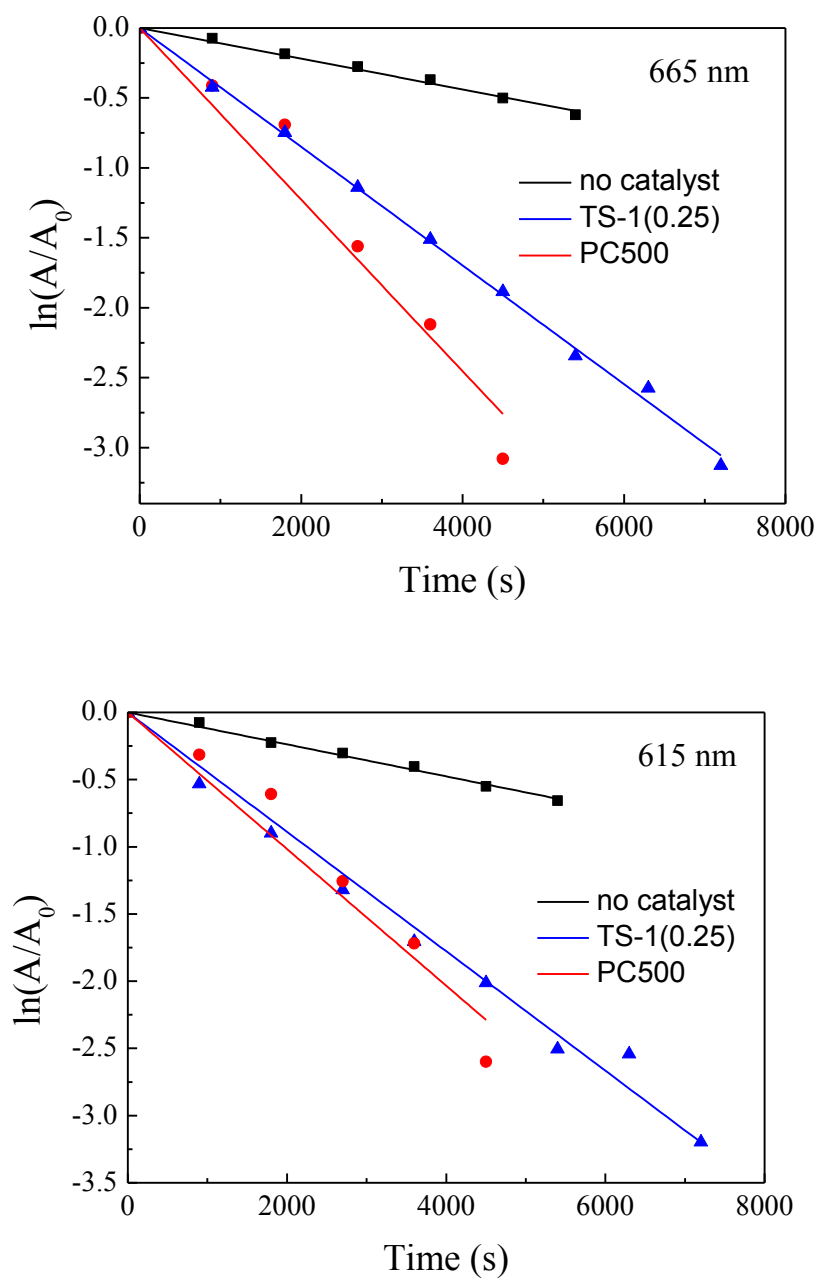 0.0
-0.5
-1.0
-1.5
-2.0
-2.5
-3.0
ln(A/A0)
665 nm
no catalyst
TS-1(0.25)
PC500
0 2000 4000 6000 8000
Time (s)
0.0
-0.5
-1.0
-1.5
-2.0
-2.5
-3.0
-3.5
ln(A/A0)
615 nm
no catalyst
TS-1(0.25)
PC500
0 2000 4000 6000 8000
Time (s)